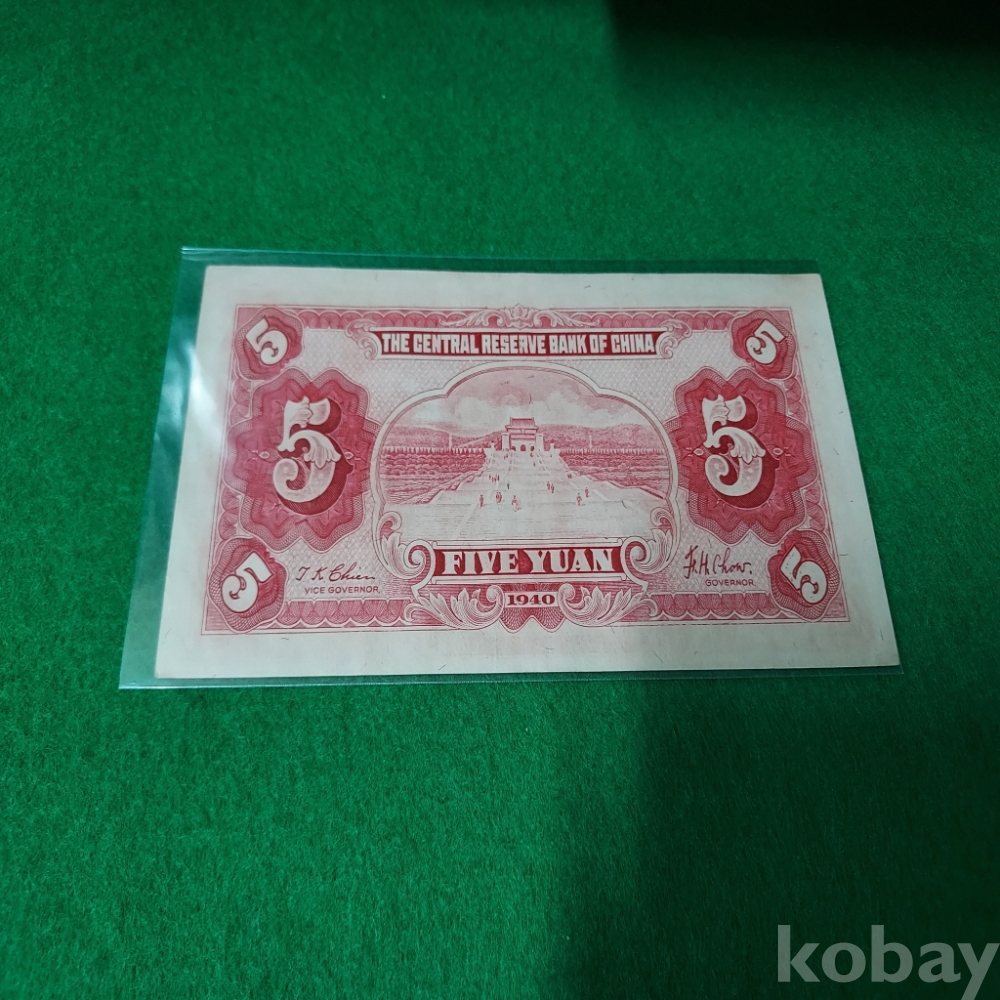 5 5
THE CENTRAL RESERVE BANK OF CHINA
5 5
FIVE YUAN
5 5
T K Chien
VICE GOVERNOR
F.H.Chow.
GOVERNOR
1940
kobay